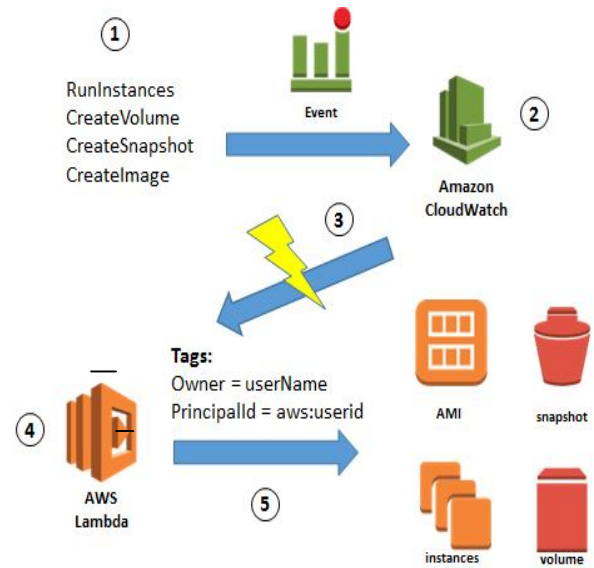 1
RunInstances
CreateVolume
CreateSnapshot
CreateImage
Event
2
Amazon
CloudWatch
3
Tags:
Owner = userName
PrincipalId = aws:userid
4
AWS
Lambda
5
AMI
snapshot
instances
volume